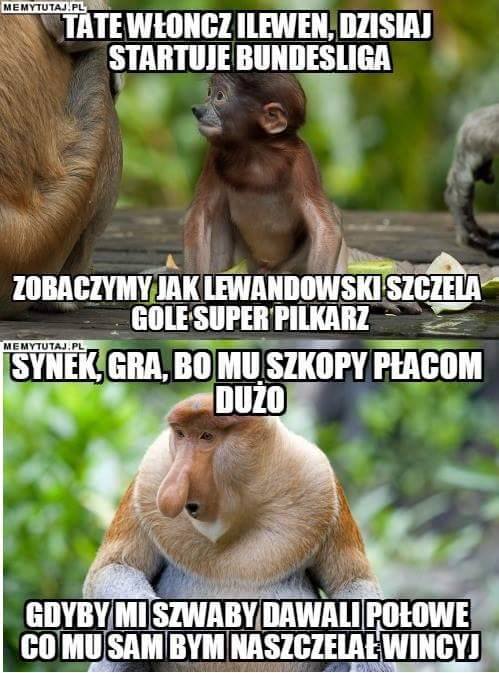 MEMYTUTAJ.PL
TATE WŁONCZ ILEWEN, DZISIAJ
STARTUJE BUNDESLIGA
ZOBACZYMY JAK LEWANDOWSKI SZCZELA
GOLE SUPER PILKARZ
MEMYTUTAJ.PL
SYNEK, GRA, BO MU SZKOPY PŁACOM
DUŻO
GDYBY MI SZWABY DAWALI POŁOWE
CO MU SAM BYM NASZCZELAŁ WINCYJ